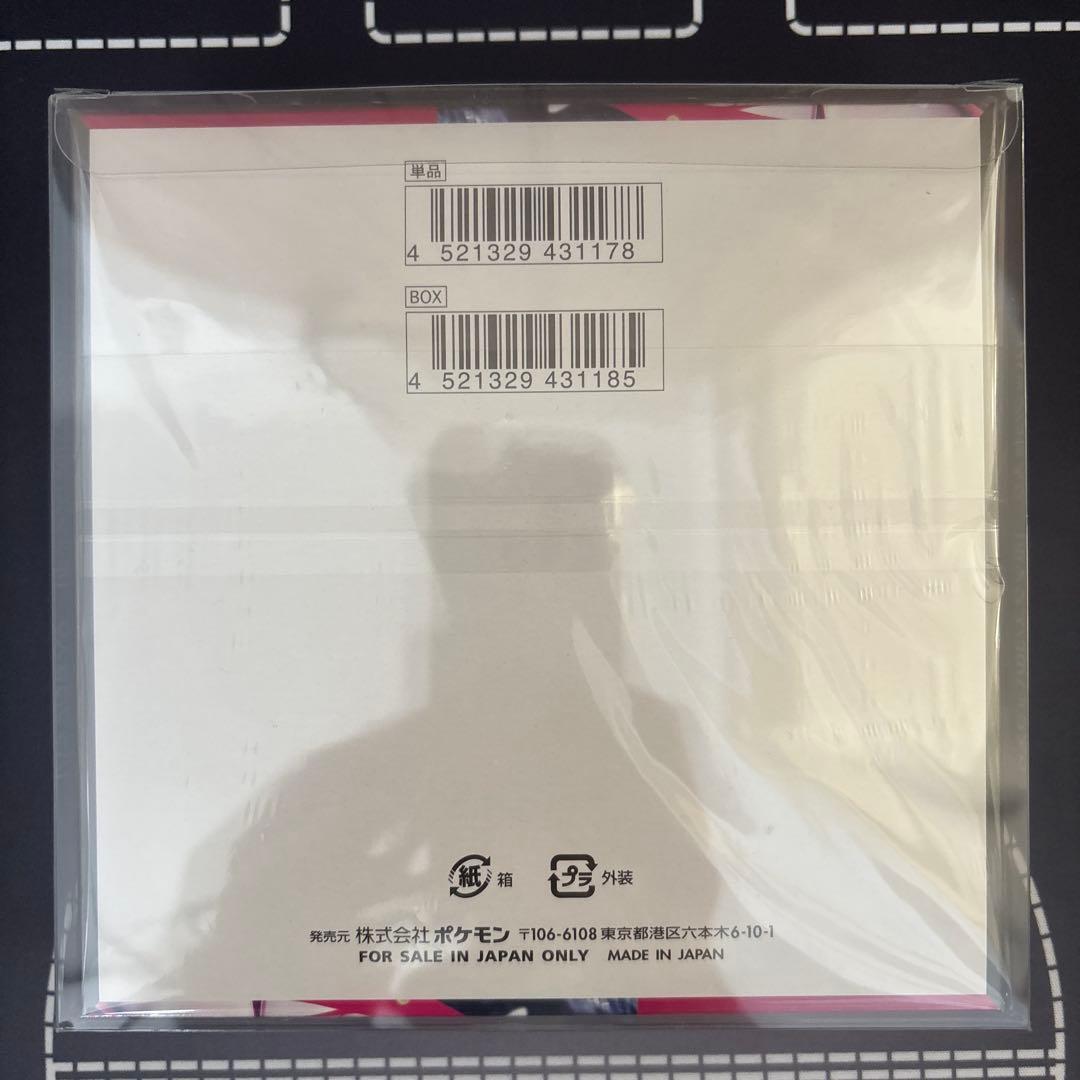 単品
4 521329 431178
BOX
4 521329 431185
紙 箱 プラ 外装
発売元 株式会社ポケモン 〒106-6108 東京都港区六本木6-10-1
FOR SALE IN JAPAN ONLY MADE IN JAPAN